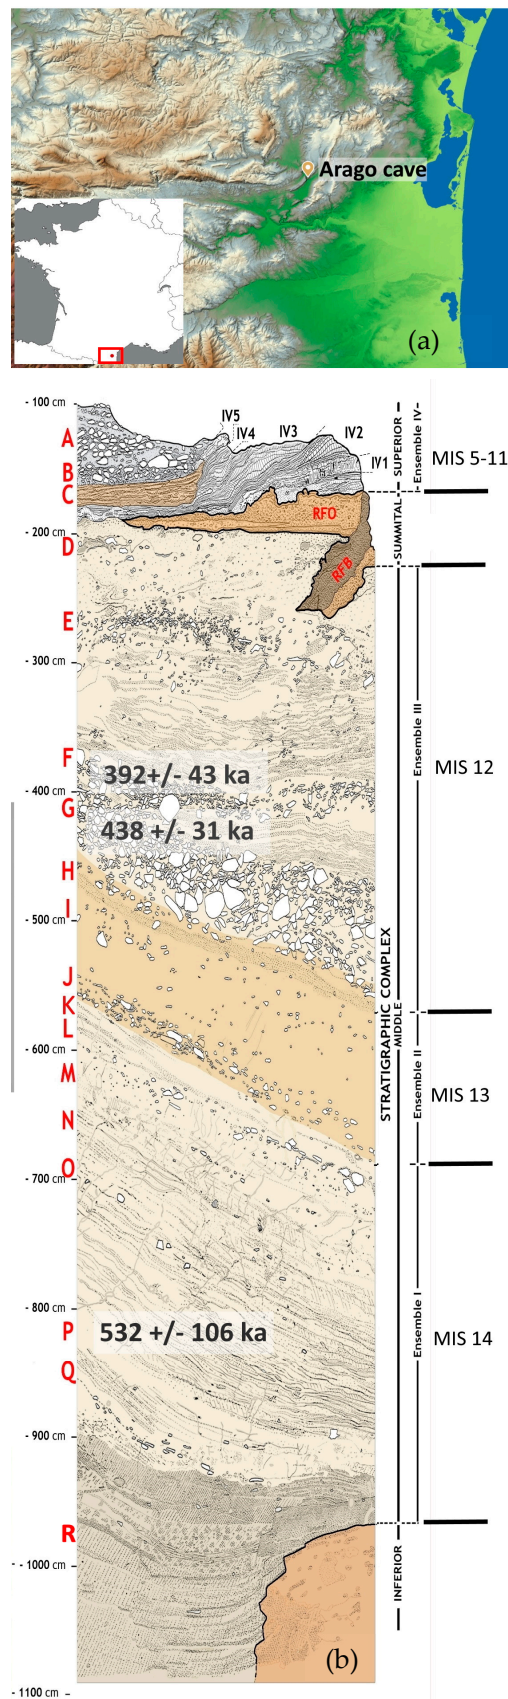 Arago cave
(a)
- 100 cm
IV5
IV4
IV3
IV2
IV1
A
B
C
SUPERIOR
Ensemble IV
MIS 5-11
RFO
- 200 cm
SUMMITAL
D
RFB
E
- 300 cm
Ensemble III
F
392+/- 43 ka
MIS 12
- 400 cm
G
438 +/- 31 ka
H
I
- 500 cm
STRATIGRAPHIC COMPLEX
MIDDLE
J
K
L
- 600 cm
M
Ensemble II
MIS 13
N
O
- 700 cm
- 800 cm
P
532 +/- 106 ka
Ensemble I
MIS 14
Q
- 900 cm
R
- - 1000 cm
INFERIOR
(b)
- 1100 cm